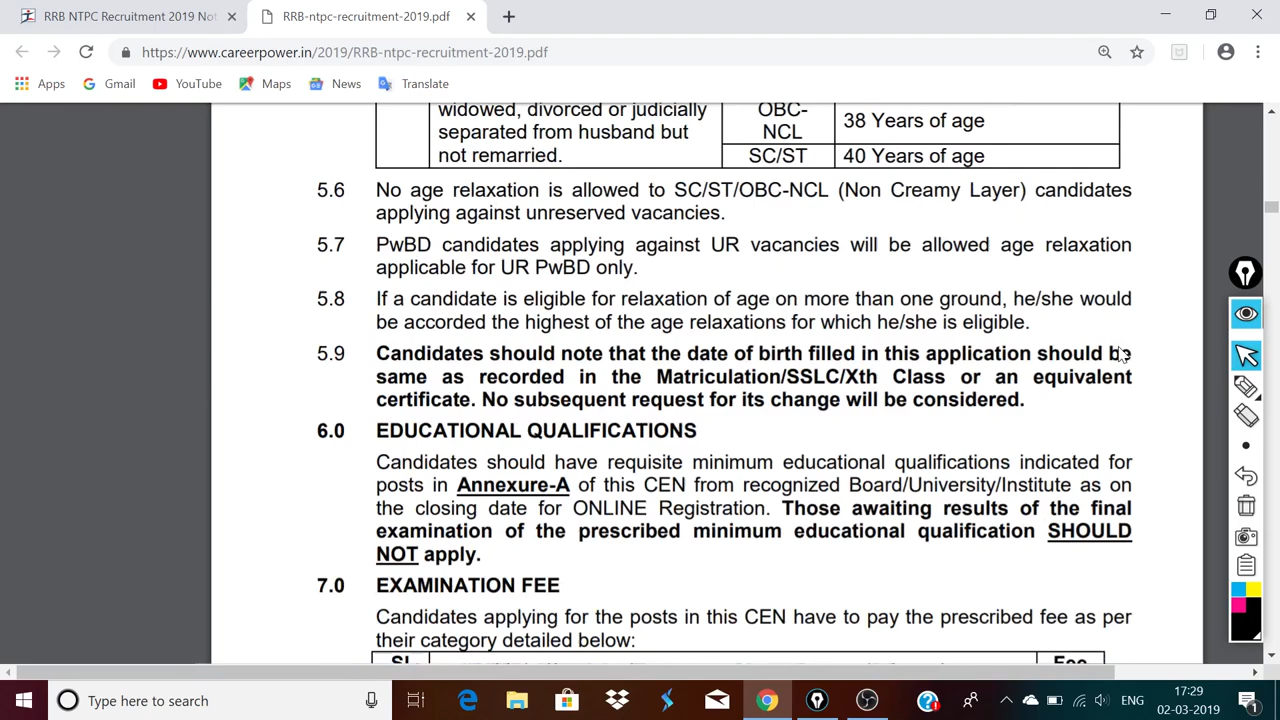 RRB NTPC Recruitment 2019 Not
RRB-ntpc-recruitment-2019.pdf
https://www.careerpower.in/2019/RRB-ntpc-recruitment-2019.pdf
Apps Gmail YouTube Maps News Translate
widowed, divorced or judicially
separated from husband but
not remarried.
OBC-
NCL
38 Years of age
SC/ST
40 Years of age
5.6 No age relaxation is allowed to SC/ST/OBC-NCL (Non Creamy Layer) candidates
applying against unreserved vacancies.
5.7 PwBD candidates applying against UR vacancies will be allowed age relaxation
applicable for UR PwBD only.
5.8 If a candidate is eligible for relaxation of age on more than one ground, he/she would
be accorded the highest of the age relaxations for which he/she is eligible.
5.9 Candidates should note that the date of birth filled in this application should be
same as recorded in the Matriculation/SSLC/Xth Class or an equivalent
certificate. No subsequent request for its change will be considered.
6.0 EDUCATIONAL QUALIFICATIONS
Candidates should have requisite minimum educational qualifications indicated for
posts in Annexure-A of this CEN from recognized Board/University/Institute as on
the closing date for ONLINE Registration. Those awaiting results of the final
examination of the prescribed minimum educational qualification SHOULD
NOT apply.
7.0 EXAMINATION FEE
Candidates applying for the posts in this CEN have to pay the prescribed fee as per
their category detailed below:
Sl. Fee
Type here to search
ENG
17:29
02-03-2019